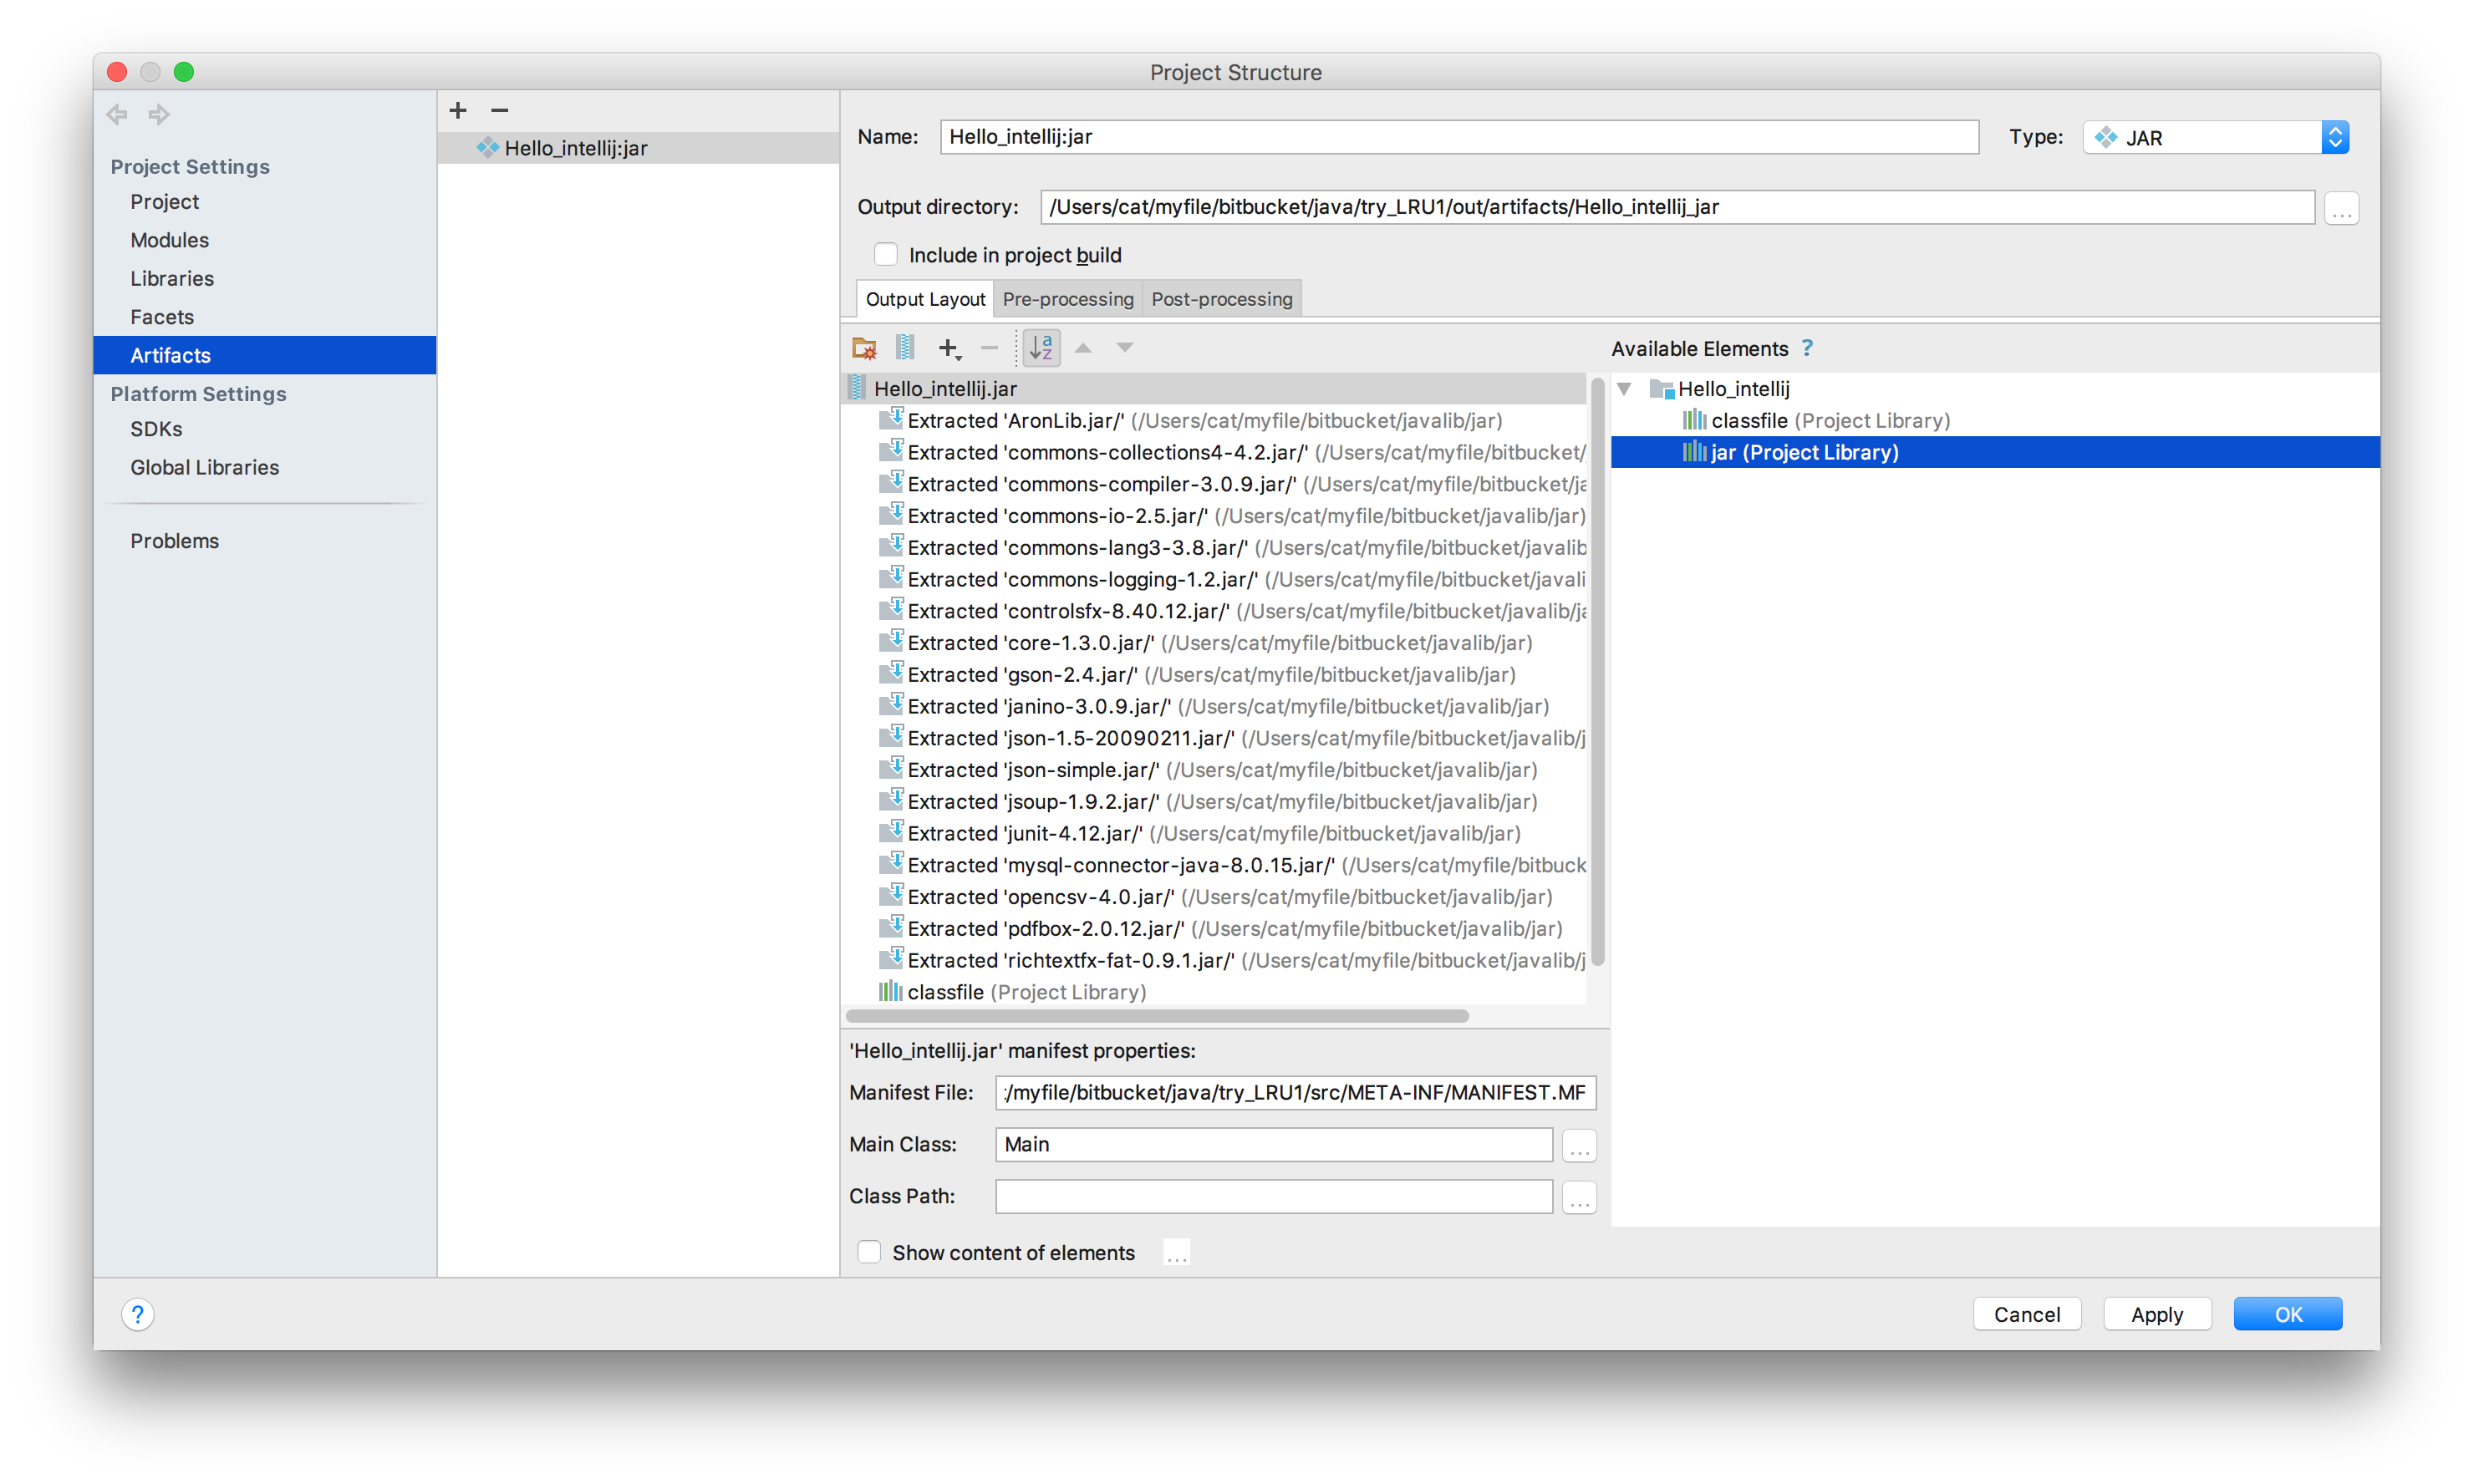 Project Structure
Project Settings
Project
Modules
Libraries
Facets
Artifacts
Platform Settings
SDKs
Global Libraries
Problems
Hello_intellij:jar
Name: Hello_intellij:jar Type: JAR
Output directory: /Users/cat/myfile/bitbucket/java/try_LRU1/out/artifacts/Hello_intellij_jar ...
Include in project build
Output Layout Pre-processing Post-processing
Available Elements ?
Hello_intellij.jar
Extracted 'AronLib.jar/' (/Users/cat/myfile/bitbucket/javalib/jar)
Extracted 'commons-collections4-4.2.jar/' (/Users/cat/myfile/bitbucket/
Extracted 'commons-compiler-3.0.9.jar/' (/Users/cat/myfile/bitbucket/ja
Extracted 'commons-io-2.5.jar/' (/Users/cat/myfile/bitbucket/javalib/jar)
Extracted 'commons-lang3-3.8.jar/' (/Users/cat/myfile/bitbucket/javalib
Extracted 'commons-logging-1.2.jar/' (/Users/cat/myfile/bitbucket/javali
Extracted 'controlsfx-8.40.12.jar/' (/Users/cat/myfile/bitbucket/javalib/ja
Extracted 'core-1.3.0.jar/' (/Users/cat/myfile/bitbucket/javalib/jar)
Extracted 'gson-2.4.jar/' (/Users/cat/myfile/bitbucket/javalib/jar)
Extracted 'janino-3.0.9.jar/' (/Users/cat/myfile/bitbucket/javalib/jar)
Extracted 'json-1.5-20090211.jar/' (/Users/cat/myfile/bitbucket/javalib/j
Extracted 'json-simple.jar/' (/Users/cat/myfile/bitbucket/javalib/jar)
Extracted 'jsoup-1.9.2.jar/' (/Users/cat/myfile/bitbucket/javalib/jar)
Extracted 'junit-4.12.jar/' (/Users/cat/myfile/bitbucket/javalib/jar)
Extracted 'mysql-connector-java-8.0.15.jar/' (/Users/cat/myfile/bitbuck
Extracted 'opencsv-4.0.jar/' (/Users/cat/myfile/bitbucket/javalib/jar)
Extracted 'pdfbox-2.0.12.jar/' (/Users/cat/myfile/bitbucket/javalib/jar)
Extracted 'richtextfx-fat-0.9.1.jar/' (/Users/cat/myfile/bitbucket/javalib/j
classfile (Project Library)
Hello_intellij
classfile (Project Library)
jar (Project Library)
'Hello_intellij.jar' manifest properties:
Manifest File: :/myfile/bitbucket/java/try_LRU1/src/META-INF/MANIFEST.MF
Main Class: Main ...
Class Path: ...
Show content of elements ...
? Cancel Apply OK